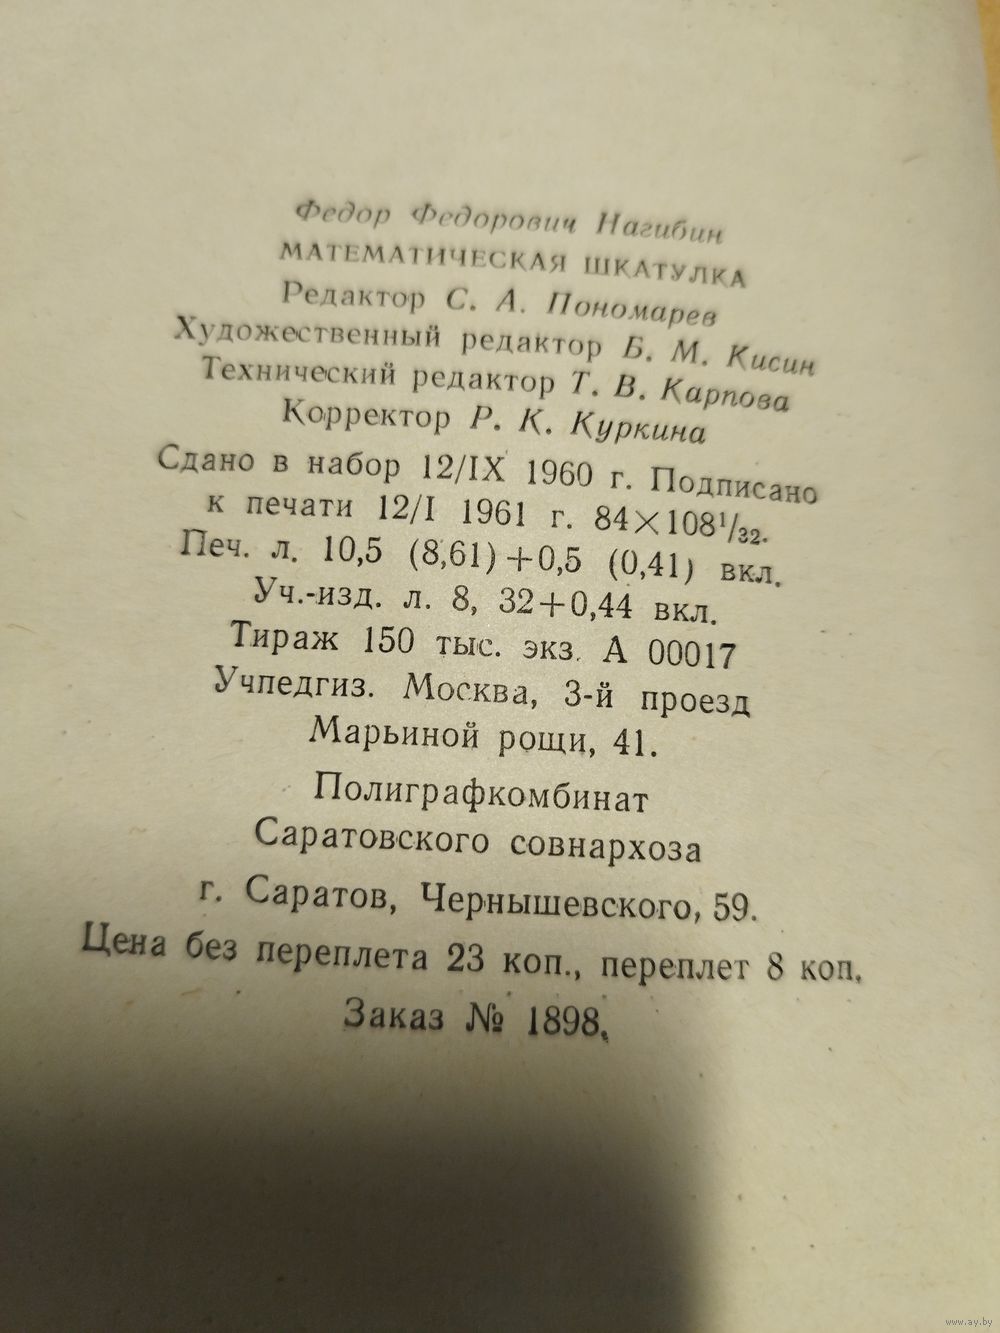 Федор Федорович Нагибин
МАТЕМАТИЧЕСКАЯ ШКАТУЛКА
Редактор С. А. Пономарев
Художественный редактор Б. М. Кисин
Технический редактор Т. В. Карпова
Корректор Р. К. Куркина
Сдано в набор 12/IX 1960 г. Подписано
к печати 12/I 1961 г. 84×108¹/₃₂.
Печ. л. 10,5 (8,61)+0,5 (0,41) вкл.
Уч.-изд. л. 8, 32+0,44 вкл.
Тираж 150 тыс. экз. А 00017
Учпедгиз. Москва, 3-й проезд
Марьиной рощи, 41.
Полиграфкомбинат
Саратовского совнархоза
г. Саратов, Чернышевского, 59.
Цена без переплета 23 коп., переплет 8 коп.
Заказ № 1898.
www.ay.by